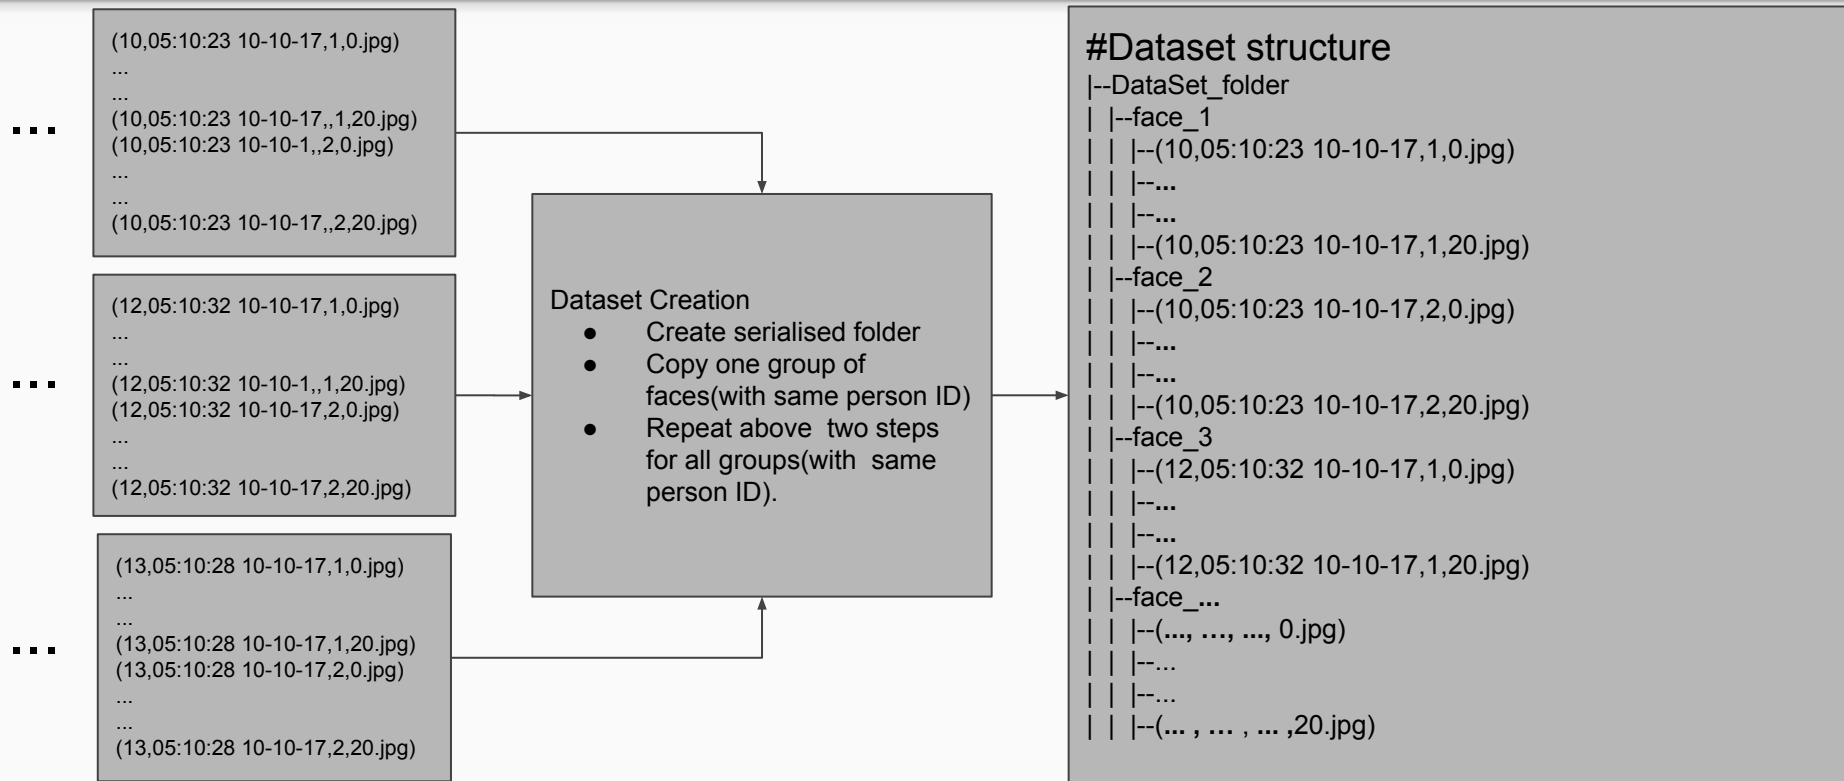 ...
(10,05:10:23 10-10-17,1,0.jpg)
...
...
(10,05:10:23 10-10-17,,1,20.jpg)
(10,05:10:23 10-10-1,,2,0.jpg)
...
...
(10,05:10:23 10-10-17,,2,20.jpg)
...
(12,05:10:32 10-10-17,1,0.jpg)
...
...
(12,05:10:32 10-10-1,,1,20.jpg)
(12,05:10:32 10-10-17,2,0.jpg)
...
...
(12,05:10:32 10-10-17,2,20.jpg)
...
(13,05:10:28 10-10-17,1,0.jpg)
...
...
(13,05:10:28 10-10-17,1,20.jpg)
(13,05:10:28 10-10-17,2,0.jpg)
...
...
(13,05:10:28 10-10-17,2,20.jpg)
Dataset Creation
● Create serialised folder
● Copy one group of
faces(with same person ID)
● Repeat above  two steps
for all groups(with  same
person ID).
#Dataset structure
|--DataSet_folder
| |--face_1
| | |--(10,05:10:23 10-10-17,1,0.jpg)
| | |--...
| | |--...
| | |--(10,05:10:23 10-10-17,1,20.jpg)
| |--face_2
| | |--(10,05:10:23 10-10-17,2,0.jpg)
| | |--...
| | |--...
| | |--(10,05:10:23 10-10-17,2,20.jpg)
| |--face_3
| | |--(12,05:10:32 10-10-17,1,0.jpg)
| | |--...
| | |--...
| | |--(12,05:10:32 10-10-17,1,20.jpg)
| |--face_...
| | |--(..., ..., ..., 0.jpg)
| | |--...
| | |--...
| | |--(... , ... , ... ,20.jpg)